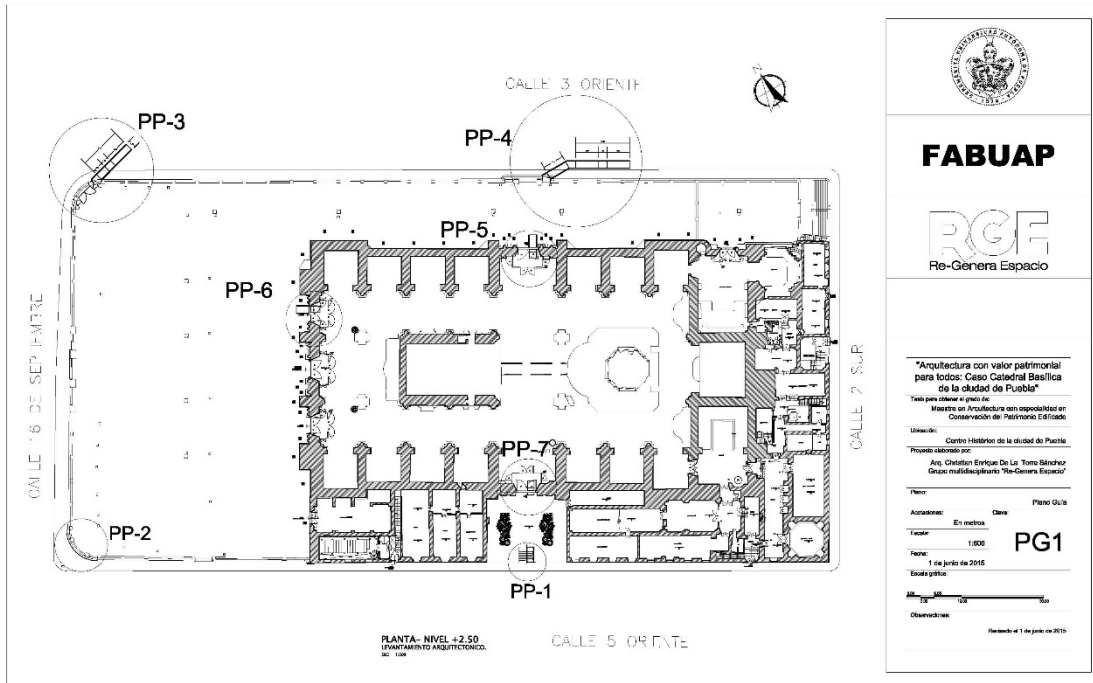 CALLE 3 ORIENTE
N
PP-3
PP-4
PP-5
PP-6
CALLE 16 DE SEPTIEMBRE
CALLE 2 SUR
PP-7
PP-2
PP-1
PLANTA- NIVEL +2.50
LEVANTAMIENTO ARQUITECTONICO.
CALLE 5 ORIENTE
FABUAP
RGE
Re-Genera Espacio
"Arquitectura con valor patrimonial
para todos: Caso Catedral Basílica
de la ciudad de Puebla"
Tesis para obtener el grado de:
Maestro en Arquitectura con especialidad en
Conservación del Patrimonio Edificado
Ubicación:
Centro Histórico de la ciudad de Puebla
Proyecto elaborado por:
Arq. Christian Enrique De La Torre Sánchez
Grupo multidisciplinario "Re-Genera Espacio"
Plano:
Plano Guía
Acotaciones:
Clave:
En metros
PG1
Escala:
1:600
Fecha:
1 de junio de 2015
Escala gráfica:
Observaciones:
Revisado el 1 de junio de 2015